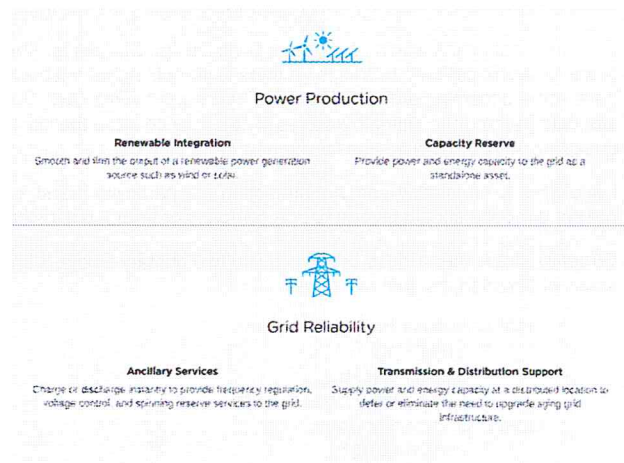 Power Production
Renewable Integration
Smooth and firm the output of a renewable power generation
source such as wind or solar.
Capacity Reserve
Provide power and energy capacity to the grid as a
standalone asset.
Grid Reliability
Ancillary Services
Charge or discharge instantly to provide frequency regulation,
voltage control, and spinning reserve services to the grid.
Transmission & Distribution Support
Supply power and energy capacity at a distributed location to
defer or eliminate the need to upgrade aging grid
infrastructure.